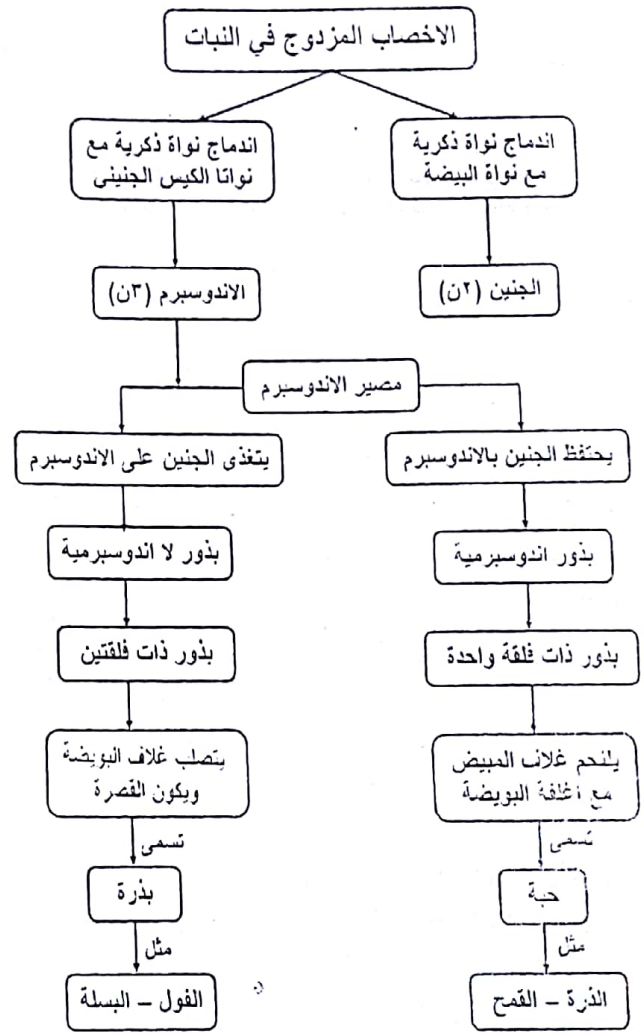 الاخصاب المزدوج في النبات
اندماج نواة ذكرية
مع نواة البيضة
اندماج نواة ذكرية مع
نواتا الكيس الجنينى
الجنين (٢ن)
الاندوسبرم (٣ن)
مصير الاندوسبرم
يحتفظ الجنين بالاندوسبرم
يتغذى الجنين على الاندوسبرم
بذور اندوسبرمية
بذور لا اندوسبرمية
بذور ذات فلقة واحدة
بذور ذات فلقتين
يلتحم غلاف المبيض
مع أغلفة البويضة
يتصلب غلاف البويضة
ويكون القصرة
تسمى
تسمى
حبة
بذرة
مثل
مثل
الذرة – القمح
الفول – البسلة